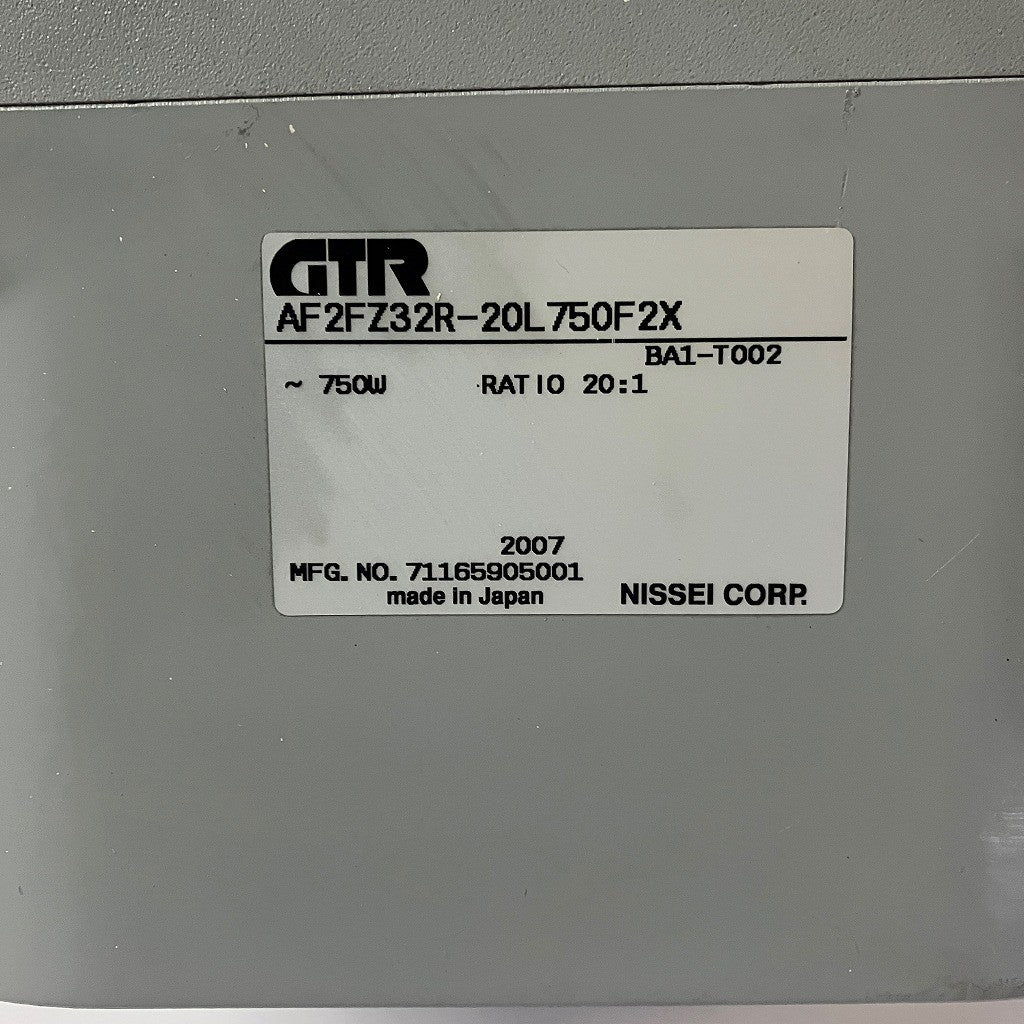 GTR
AF2FZ32R-20L750F2X
BA1-T002
~ 750W RATIO 20:1
2007
MFG. NO. 71165905001
made in Japan NISSEI CORP.